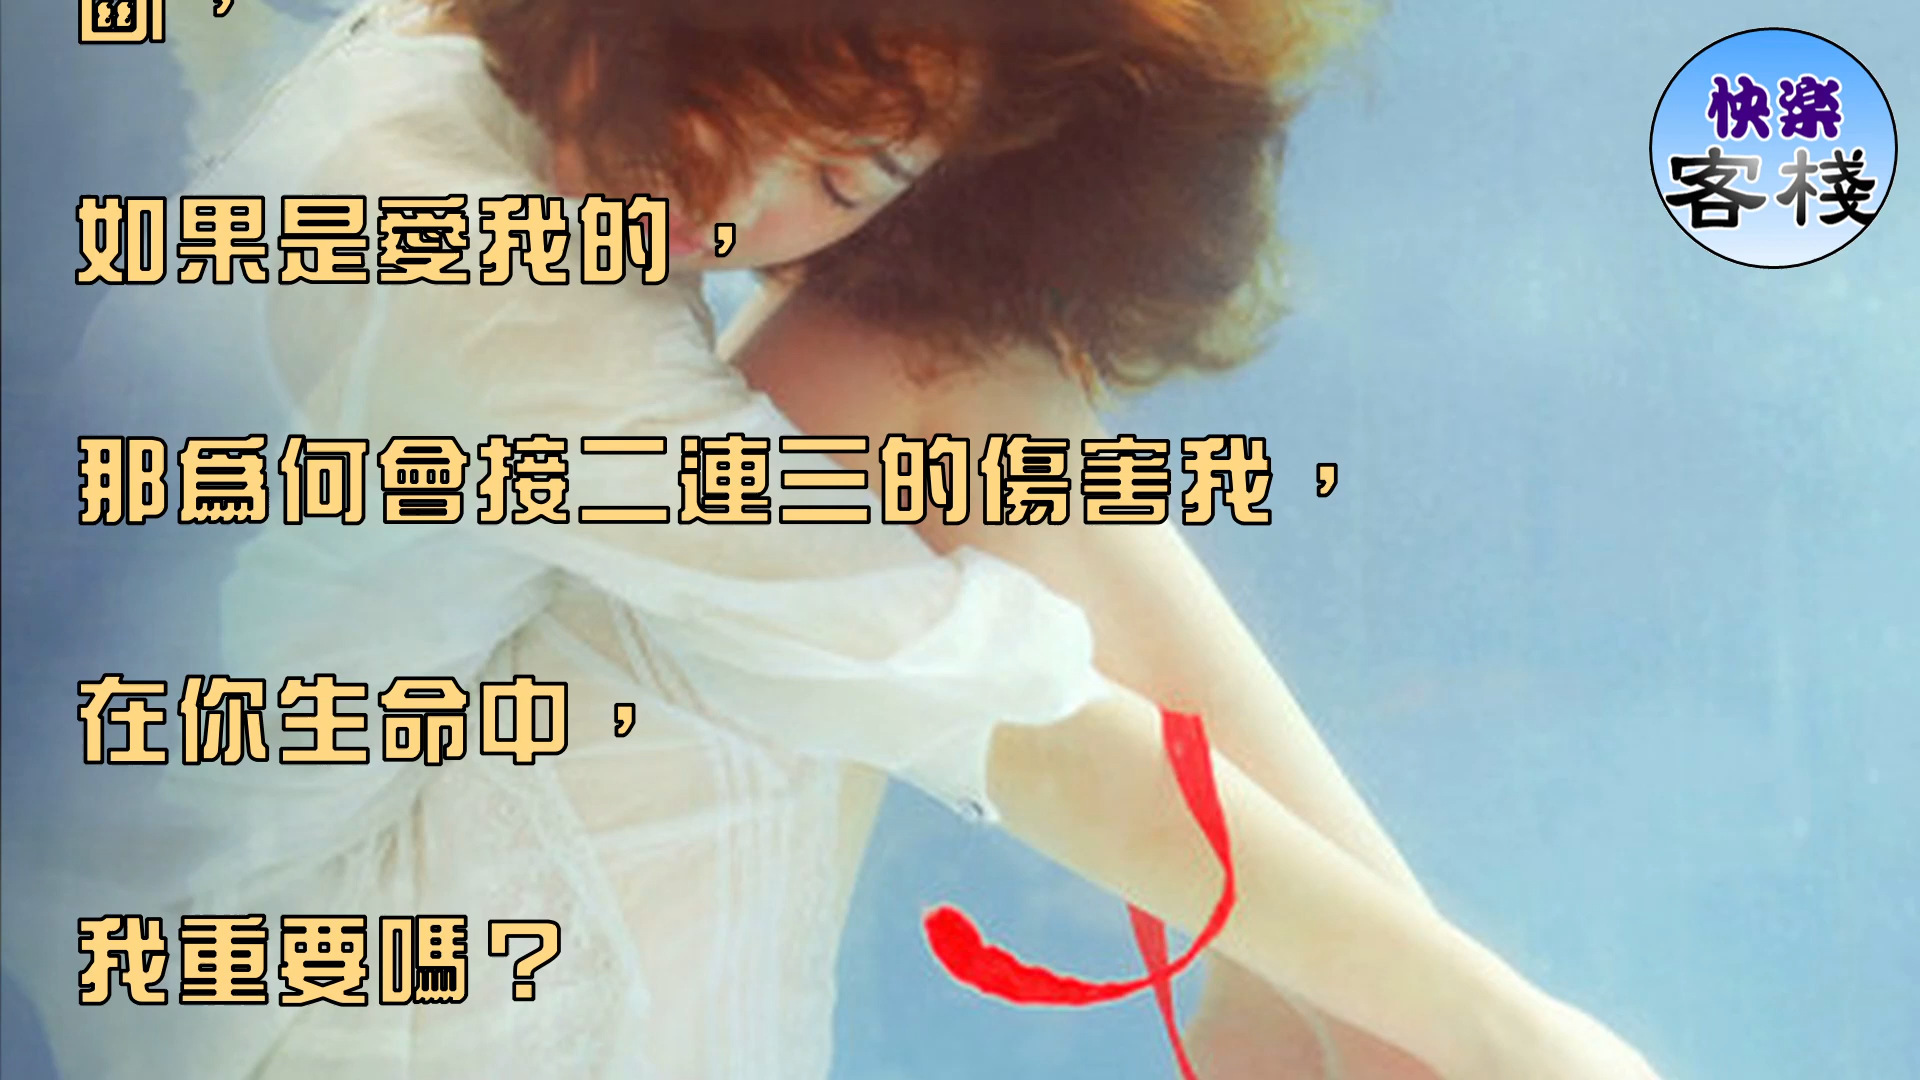 如果是愛我的，
那為何會接二連三的傷害我，
在你生命中，
我重要嗎？
快樂
客棧